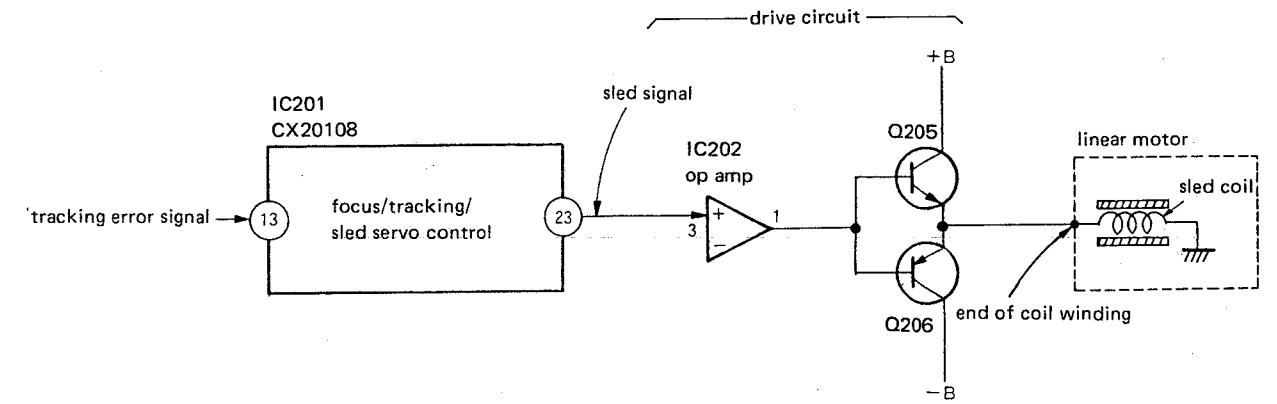 drive circuit
+B
sled signal
IC201
CX20108
Q205
IC202
op amp
linear motor
sled coil
tracking error signal
13
focus/tracking/
sled servo control
23
+
3
−
1
end of coil winding
Q206
−B